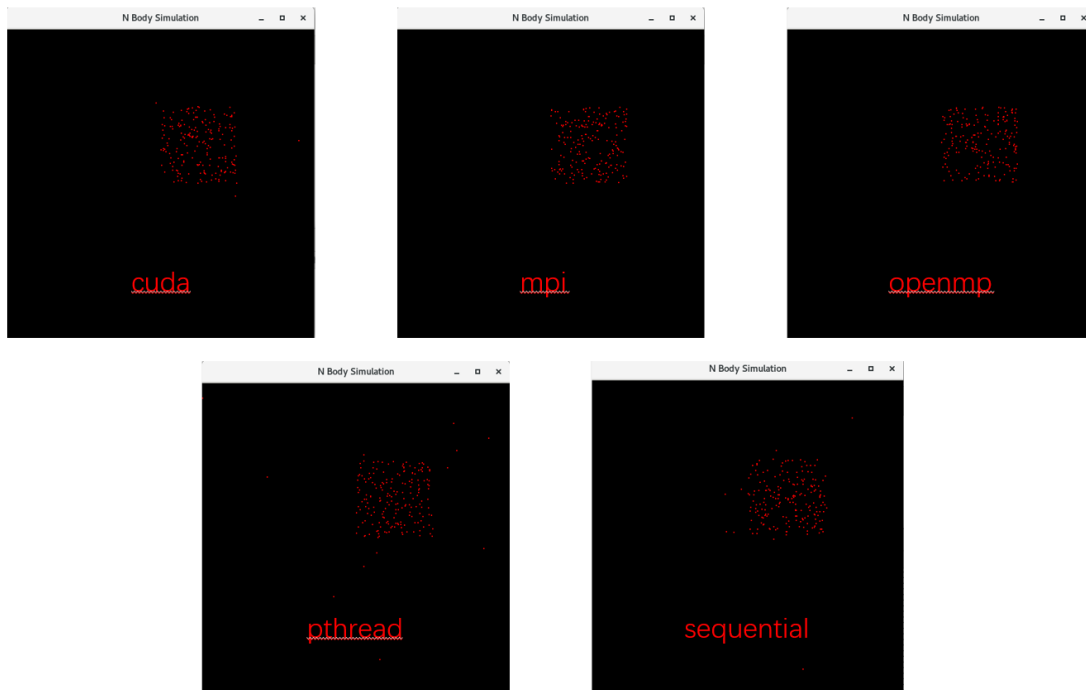 N Body Simulation
N Body Simulation
N Body Simulation
cuda
mpi
openmp
N Body Simulation
N Body Simulation
pthread
sequential